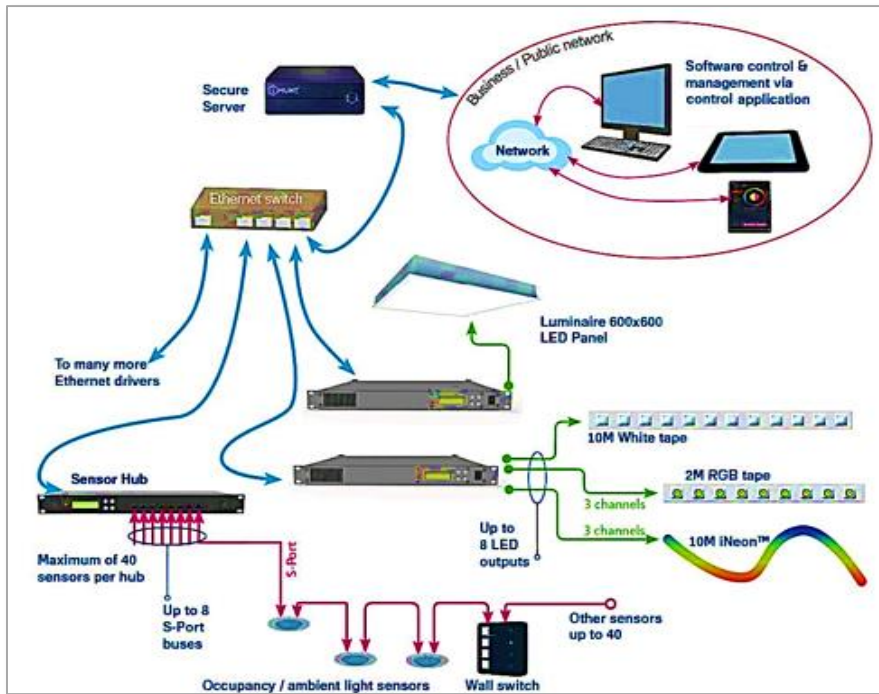 Business / Public network
Software control &
management via
control application
Secure
Server
Network
Ethernet switch
Luminaire 600x600
LED Panel
To many more
Ethernet drivers
10M White tape
Sensor Hub
2M RGB tape
3 channels
Up to
8 LED
outputs
3 channels
10M iNeon™
Maximum of 40
sensors per hub
S-Port
Up to 8
S-Port
buses
Other sensors
up to 40
Occupancy / ambient light sensors
Wall switch